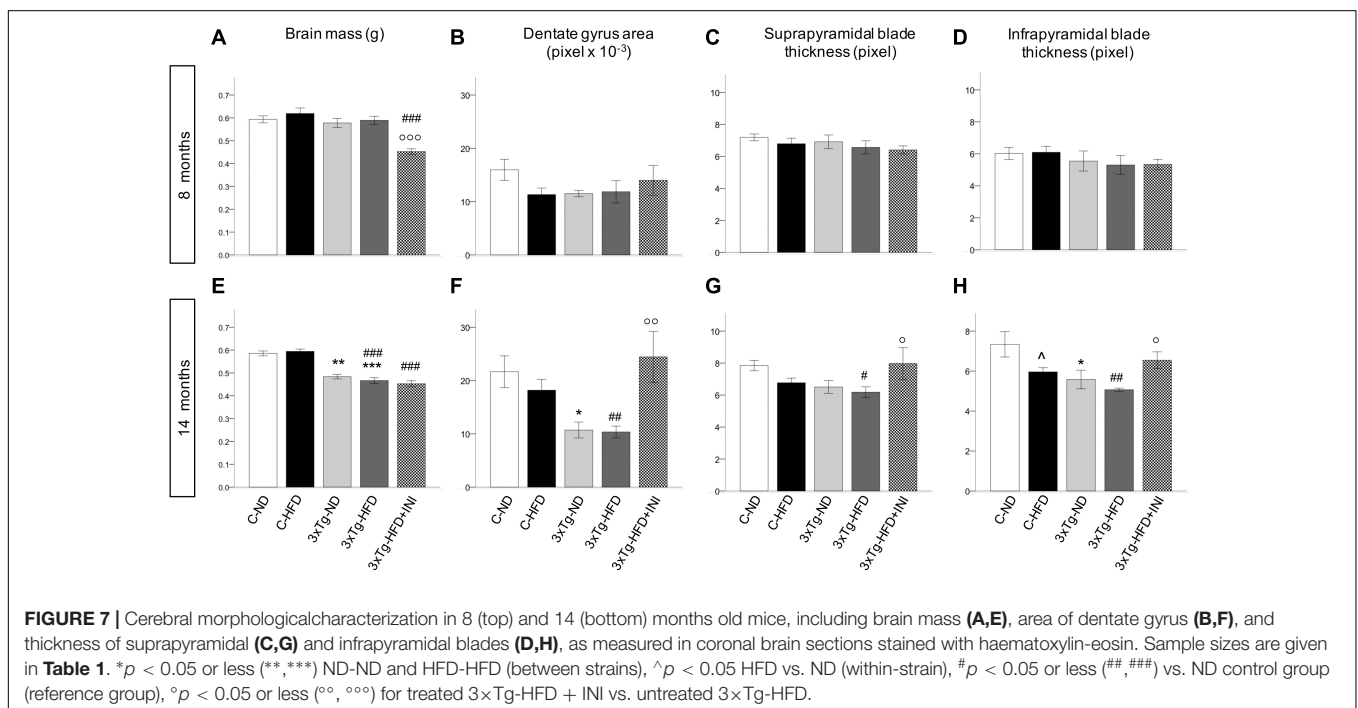 A
Brain mass (g)
B
Dentate gyrus area
(pixel x 10-3)
C
Suprapyramidal blade
thickness (pixel)
D
Infrapyramidal blade
thickness (pixel)
8 months
0.7
0.6
0.5
0.4
0.3
0.2
0.1
0.0
###
°°°
30
20
10
0
10
8
6
4
2
0
10
8
6
4
2
0
14 months
E
0.7
0.6
0.5
0.4
0.3
0.2
0.1
0.0
**
###
***
###
F
30
20
10
0
*
##
°°
G
10
8
6
4
2
0
#
°
H
8
6
4
2
0
^
*
##
°
C-ND
C-HFD
3xTg-ND
3xTg-HFD
3xTg-HFD+INI
C-ND
C-HFD
3xTg-ND
3xTg-HFD
3xTg-HFD+INI
C-ND
C-HFD
3xTg-ND
3xTg-HFD
3xTg-HFD+INI
C-ND
C-HFD
3xTg-ND
3xTg-HFD
3xTg-HFD+INI
FIGURE 7 | Cerebral morphologicalcharacterization in 8 (top) and 14 (bottom) months old mice, including brain mass (A,E), area of dentate gyrus (B,F), and
thickness of suprapyramidal (C,G) and infrapyramidal blades (D,H), as measured in coronal brain sections stained with haematoxylin-eosin. Sample sizes are given
in Table 1. *p < 0.05 or less (**,***) ND-ND and HFD-HFD (between strains), ^p < 0.05 HFD vs. ND (within-strain), #p < 0.05 or less (##,###) vs. ND control group
(reference group), °p < 0.05 or less (°°, °°°) for treated 3×Tg-HFD + INI vs. untreated 3×Tg-HFD.